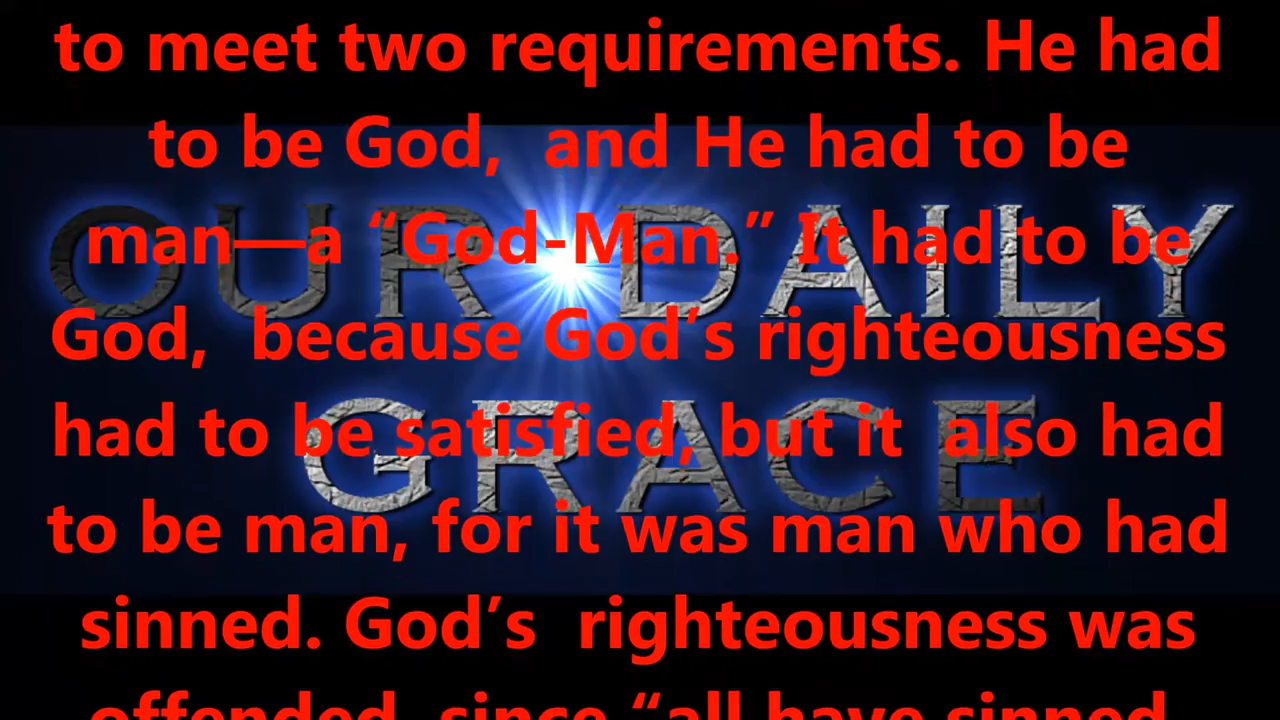 to meet two requirements. He had
to be God,  and He had to be
man—a “God-Man.” It had to be
God,  because God’s righteousness
had to be satisfied, but it  also had
to be man, for it was man who had
sinned. God’s  righteousness was
offended, since “all have sinned
OUR DAILY
GRACE